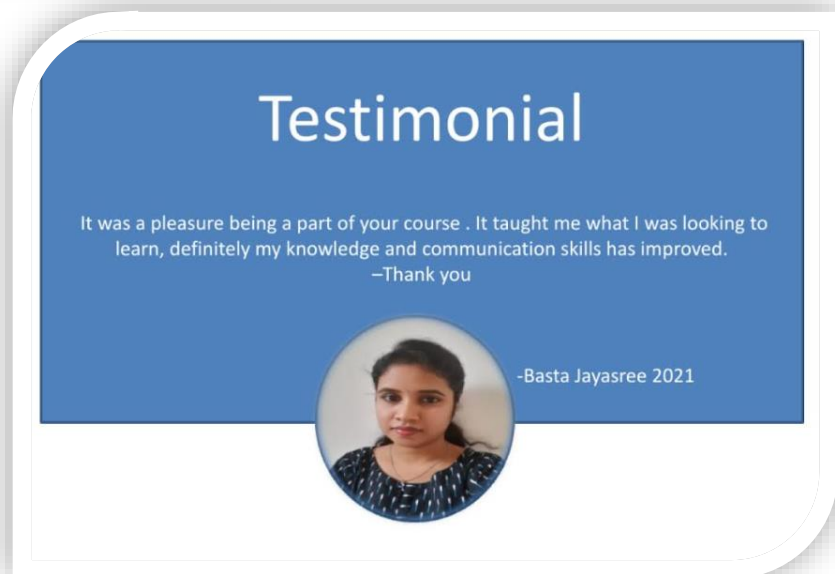 Testimonial
It was a pleasure being a part of your course . It taught me what I was looking to
learn, definitely my knowledge and communication skills has improved.
–Thank you
-Basta Jayasree 2021